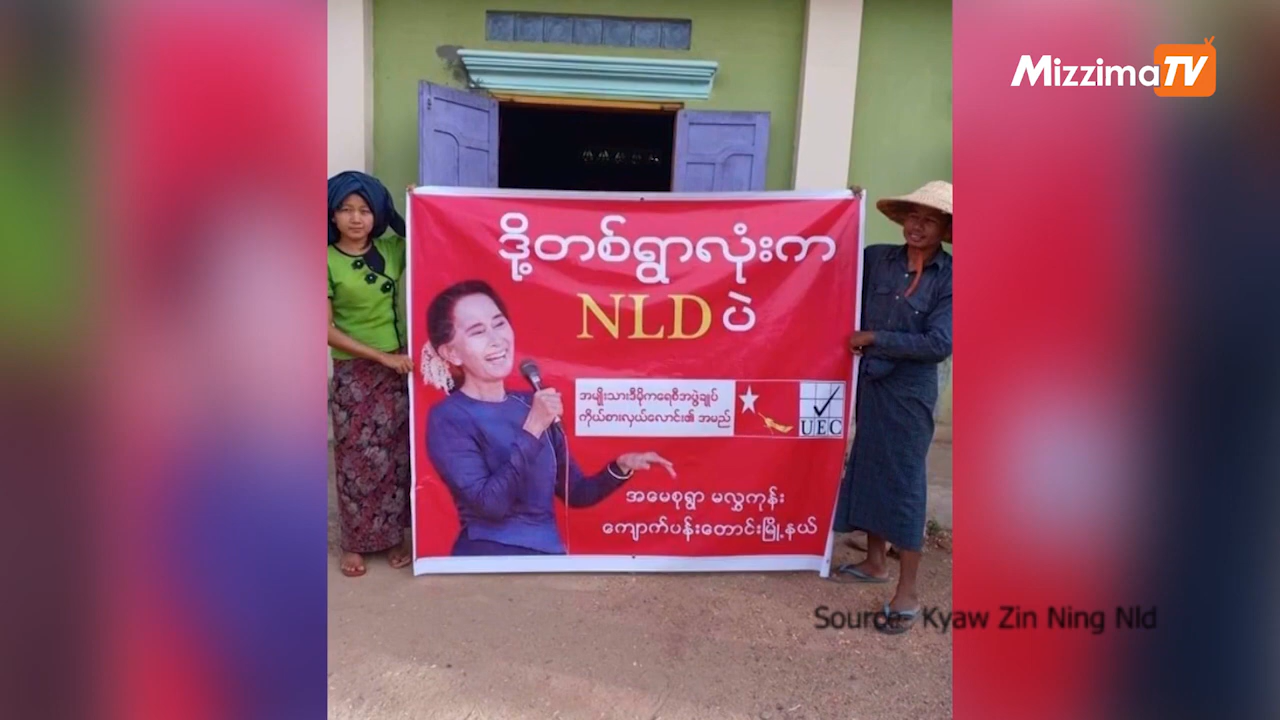 MizzimaTV
ဒို့တစ်ရွာလုံးက
NLD ပဲ
အမျိုးသားဒီမိုကရေစီအဖွဲ့ချုပ်
ကိုယ်စားလှယ်လောင်း၏ အမည်
UEC
အမေစုရွာ မလွှကုန်း
ကျောက်ပန်းတောင်းမြို့နယ်
Source- Kyaw Zin Ning Nld